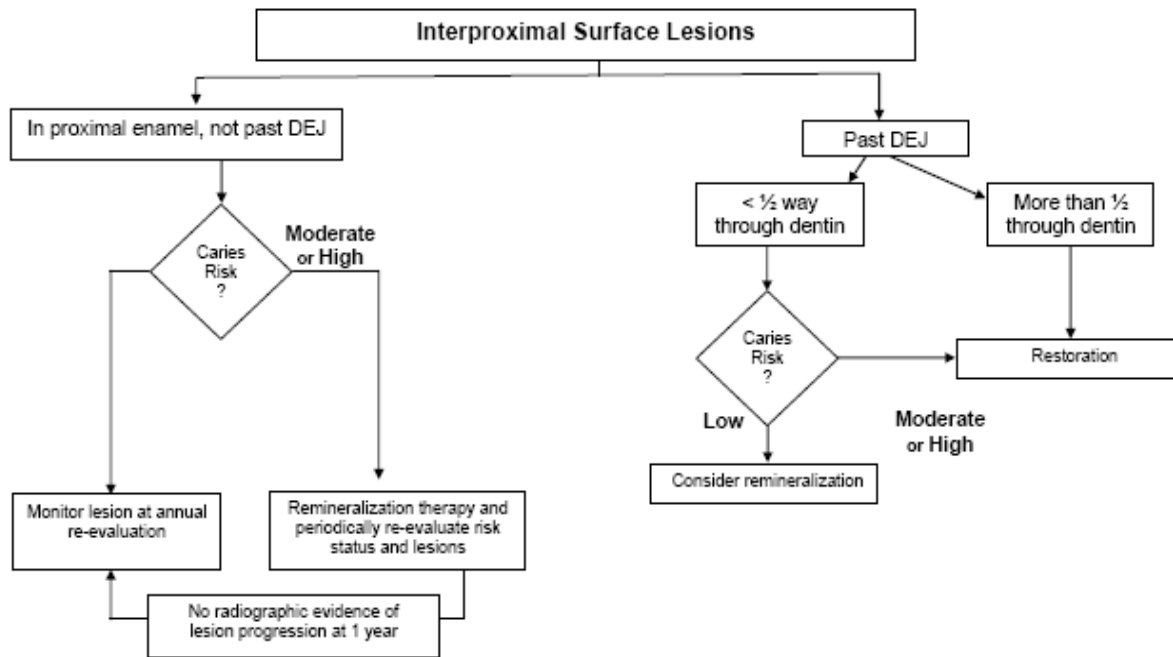 Interproximal Surface Lesions
In proximal enamel, not past DEJ
Past DEJ
< ½ way
through dentin
More than ½
through dentin
Caries
Risk
?
Moderate
or High
Caries
Risk
?
Restoration
Low
Moderate
or High
Consider remineralization
Monitor lesion at annual
re-evaluation
Remineralization therapy and
periodically re-evaluate risk
status and lesions
No radiographic evidence of
lesion progression at 1 year